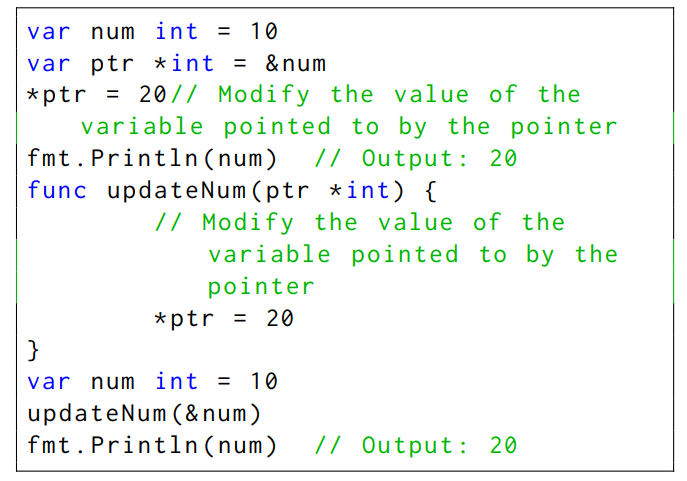 var num int = 10
var ptr *int = &num
*ptr = 20// Modify the value of the
variable pointed to by the pointer
fmt.Println(num)  // Output: 20
func updateNum(ptr *int) {
// Modify the value of the
variable pointed to by the
pointer
*ptr = 20
}
var num int = 10
updateNum(&num)
fmt.Println(num)  // Output: 20